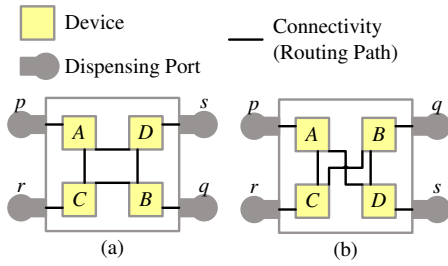 Device
Connectivity
(Routing Path)
Dispensing Port
p
s
A
D
r
C
B
q
(a)
p
q
A
B
r
C
D
s
(b)